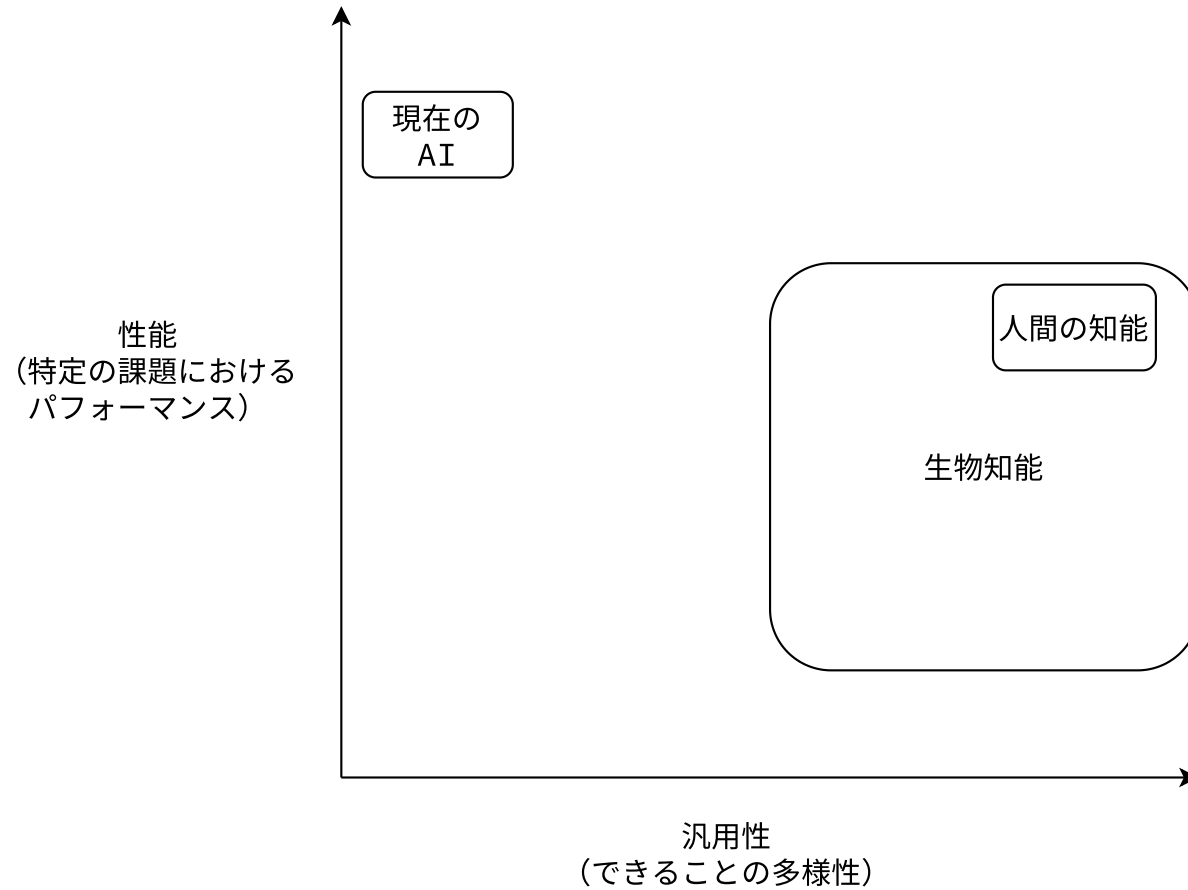 現在の
AI
人間の知能
性能
（特定の課題における
パフォーマンス）
生物知能
汎用性
（できることの多様性）